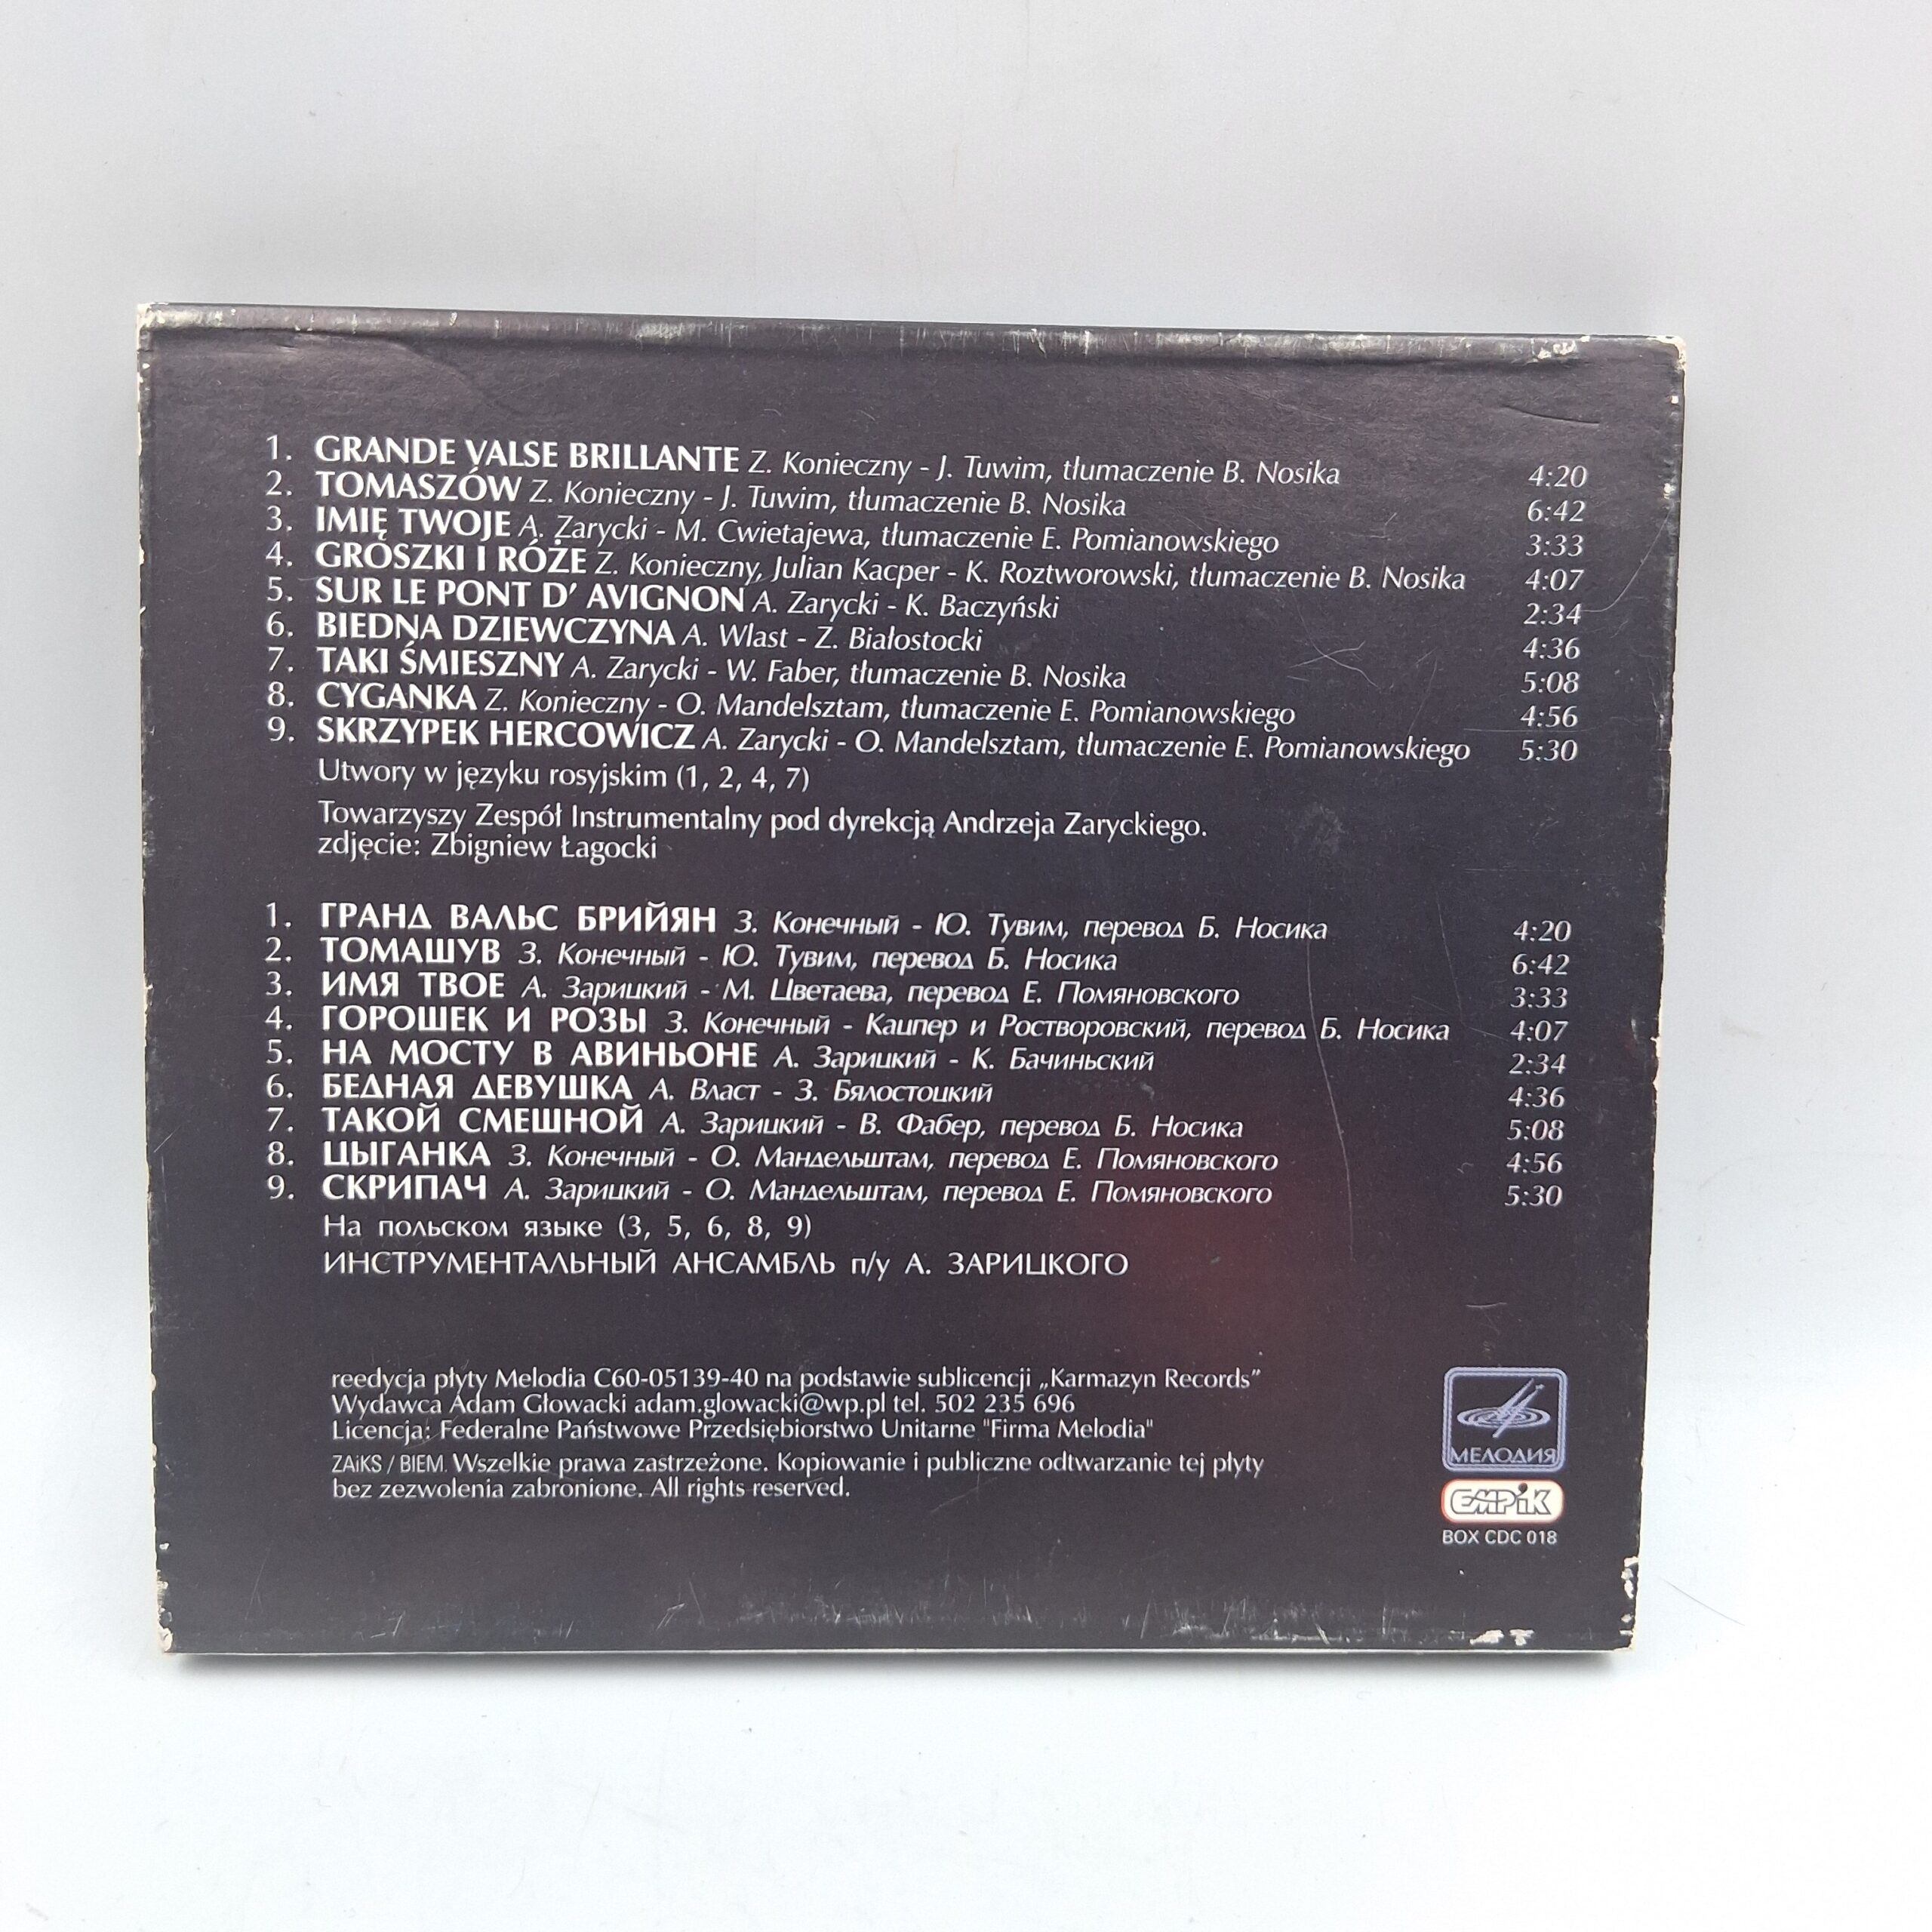 1. GRANDE VALSE BRILLANTE Z. Konieczny - J. Tuwim, tłumaczenie B. Nosika 4:20
2. TOMASZÓW Z. Konieczny - J. Tuwim, tłumaczenie B. Nosika 6:42
3. IMIĘ TWOJE A. Zarycki - M. Cwietajewa, tłumaczenie E. Pomianowskiego 3:33
4. GROSZKI I RÓŻE Z. Konieczny, Julian Kacper - K. Roztworowski, tłumaczenie B. Nosika 4:07
5. SUR LE PONT D' AVIGNON A. Zarycki - K. Baczyński 2:34
6. BIEDNA DZIEWCZYNA A. Wlast - Z. Białostocki 4:36
7. TAKI ŚMIESZNY A. Zarycki - W. Faber, tłumaczenie B. Nosika 5:08
8. CYGANKA Z. Konieczny - O. Mandelsztam, tłumaczenie E. Pomianowskiego 4:56
9. SKRZYPEK HERCOWICZ A. Zarycki - O. Mandelsztam, tłumaczenie E. Pomianowskiego 5:30
Utwory w języku rosyjskim (1, 2, 4, 7)
Towarzyszy Zespół Instrumentalny pod dyrekcją Andrzeja Zaryckiego.
zdjęcie: Zbigniew Łagocki
1. ГРАНД ВАЛЬС БРИЙЯН З. Конечный - Ю. Тувим, перевод Б. Носика 4:20
2. ТОМАШУВ З. Конечный - Ю. Тувим, перевод Б. Носика 6:42
3. ИМЯ ТВОЕ А. Зарицкий - М. Цветаева, перевод Е. Помяновского 3:33
4. ГОРОШЕК И РОЗЫ З. Конечный - Кацпер и Ростворовский, перевод Б. Носика 4:07
5. НА МОСТУ В АВИНЬОНЕ А. Зарицкий - К. Бачиньский 2:34
6. БЕДНАЯ ДЕВУШКА А. Власт - З. Бялостоцкий 4:36
7. ТАКОЙ СМЕШНОЙ А. Зарицкий - В. Фабер, перевод Б. Носика 5:08
8. ЦЫГАНКА З. Конечный - О. Мандельштам, перевод Е. Помяновского 4:56
9. СКРИПАЧ А. Зарицкий - О. Мандельштам, перевод Е. Помяновского 5:30
На польском языке (3, 5, 6, 8, 9)
ИНСТРУМЕНТАЛЬНЫЙ АНСАМБЛЬ п/у А. ЗАРИЦКОГО
reedycja płyty Melodia C60-05139-40 na podstawie sublicencji „Karmazyn Records”
Wydawca Adam Głowacki adam.glowacki@wp.pl tel. 502 235 696
Licencja: Federalne Państwowe Przedsiębiorstwo Unitarne "Firma Melodia"
ZAiKS / BIEM. Wszelkie prawa zastrzeżone. Kopiowanie i publiczne odtwarzanie tej płyty
bez zezwolenia zabronione. All rights reserved.
МЕЛОДИЯ
EMPiK
BOX CDC 018